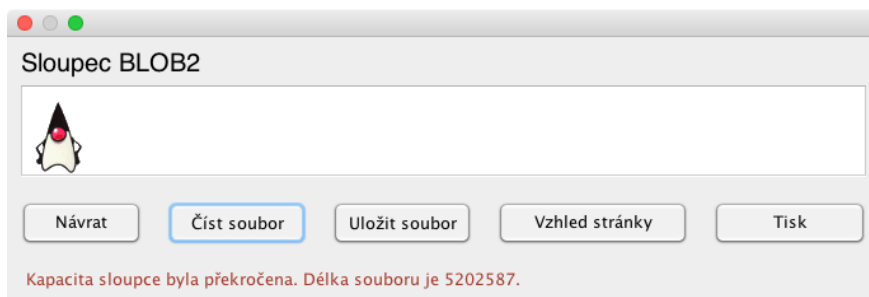 Sloupec BLOB2
Návrat Číst soubor Uložit soubor Vzhled stránky Tisk
Kapacita sloupce byla překročena. Délka souboru je 5202587.